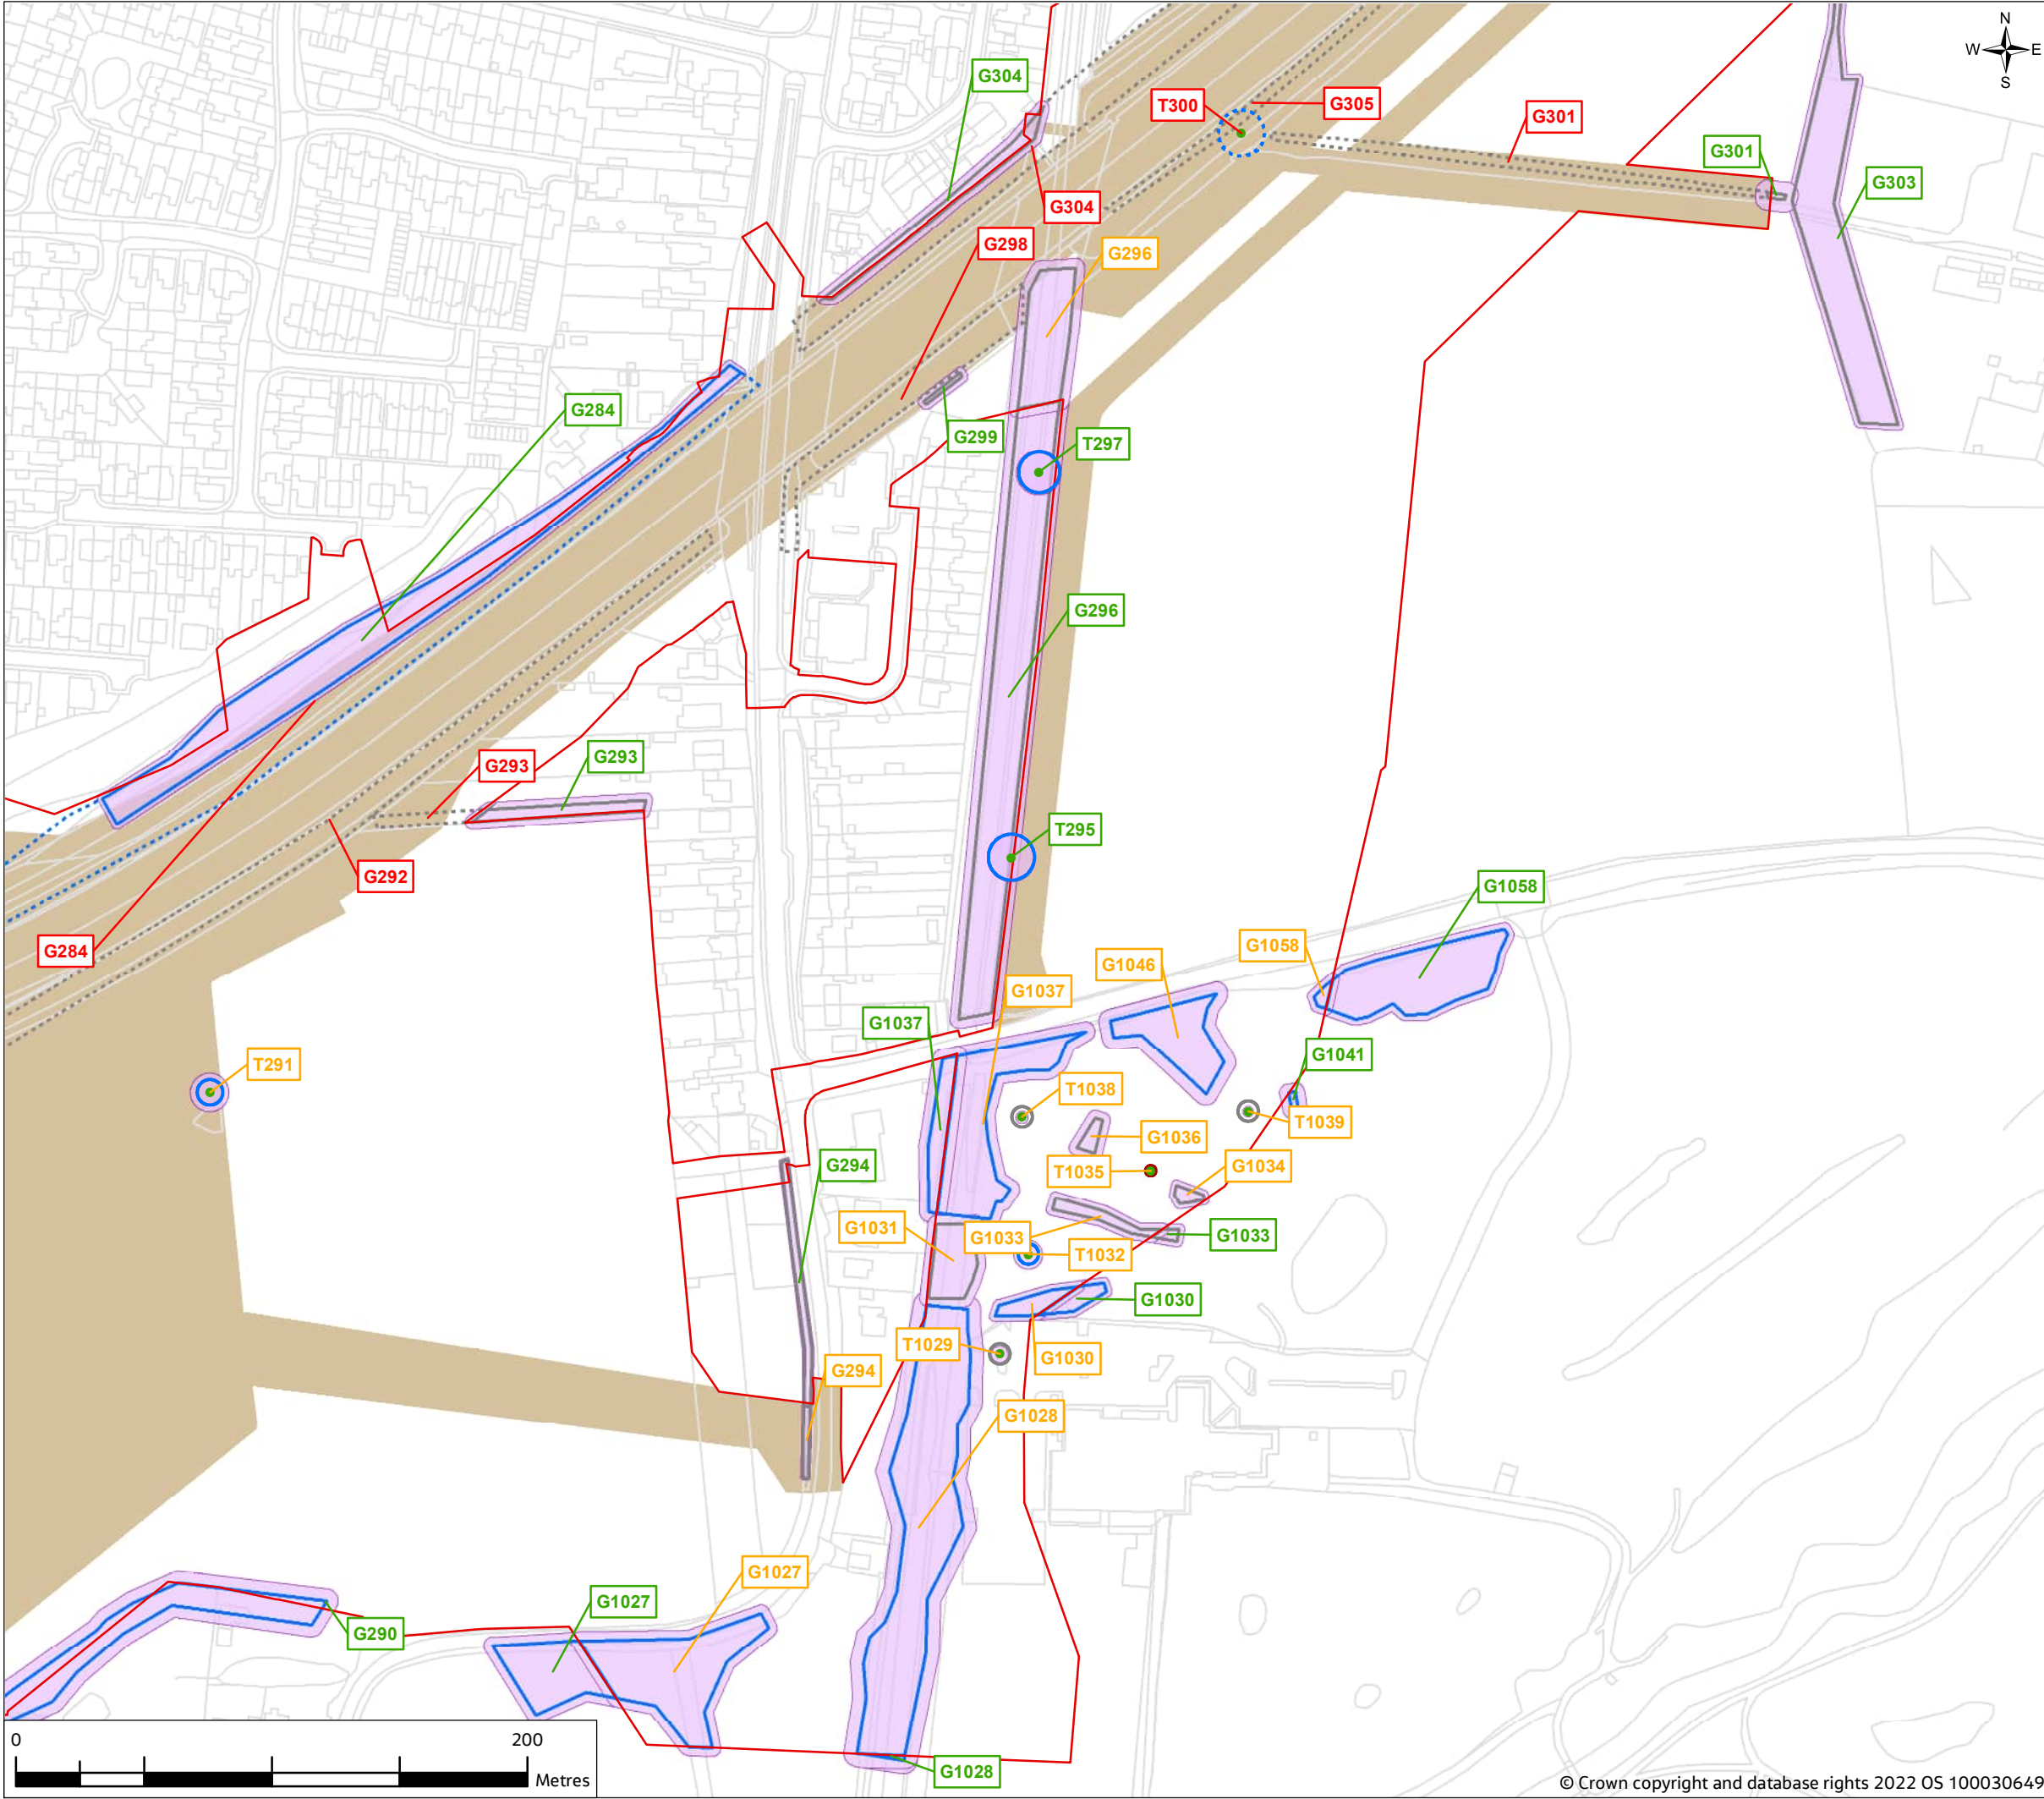 N
W E
S
G304
T300
G305
G301
G301
G303
G304
G298
G296
G284
G299
T297
G296
G293
G293
T295
G292
G1058
G284
G1058
G1046
G1037
G1037
G1041
T291
T1038
T1039
G1036
G294
T1035
G1034
G1031
G1033
G1033
T1032
G1030
T1029
G1030
G294
G1028
G1027
G1027
G290
0 200
Metres
G1028
© Crown copyright and database rights 2022 OS 100030649